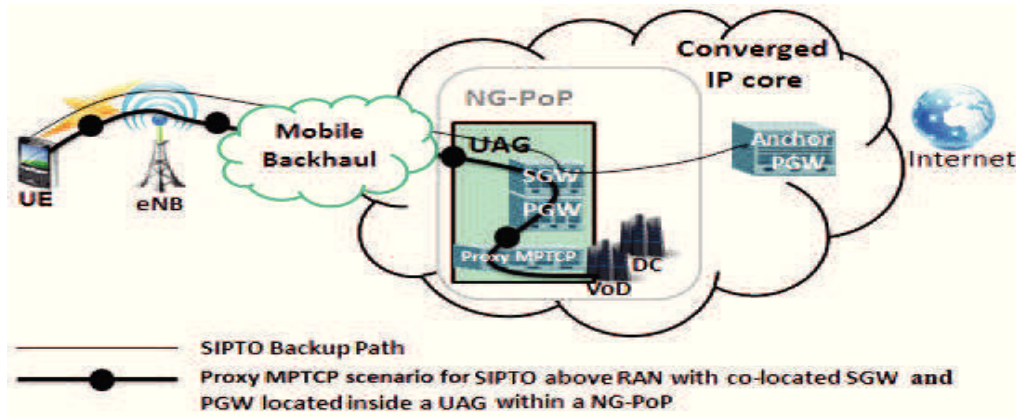 Converged
IP core
NG-PoP
Mobile
Backhaul
UAG
SGW
PGW
Anchor
PGW
Internet
UE
eNB
Proxy MPTCP
DC
VoD
SIPTO Backup Path
Proxy MPTCP scenario for SIPTO above RAN with co-located SGW and
PGW located inside a UAG within a NG-PoP